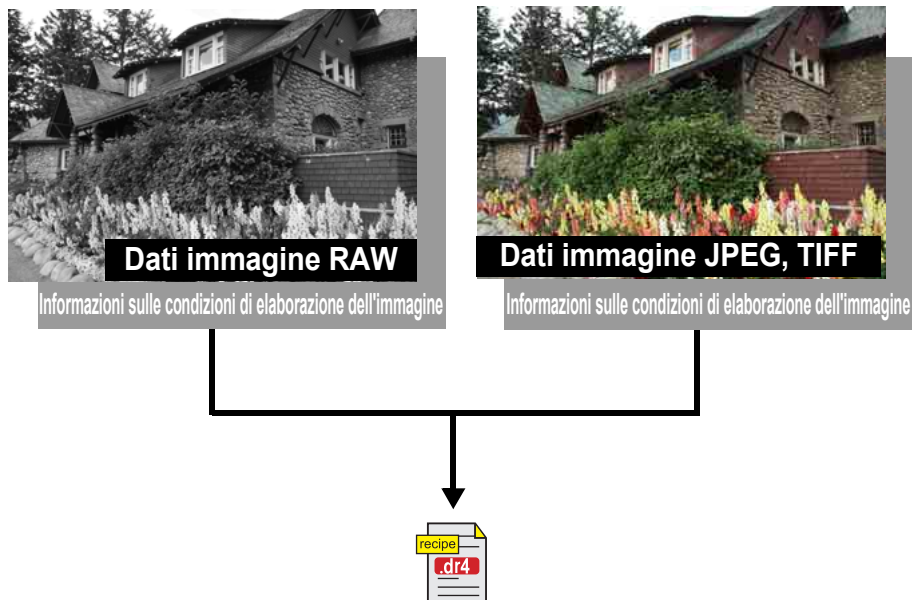 Dati immagine RAW
Informazioni sulle condizioni di elaborazione dell'immagine
Dati immagine JPEG, TIFF
Informazioni sulle condizioni di elaborazione dell'immagine
recipe
.dr4